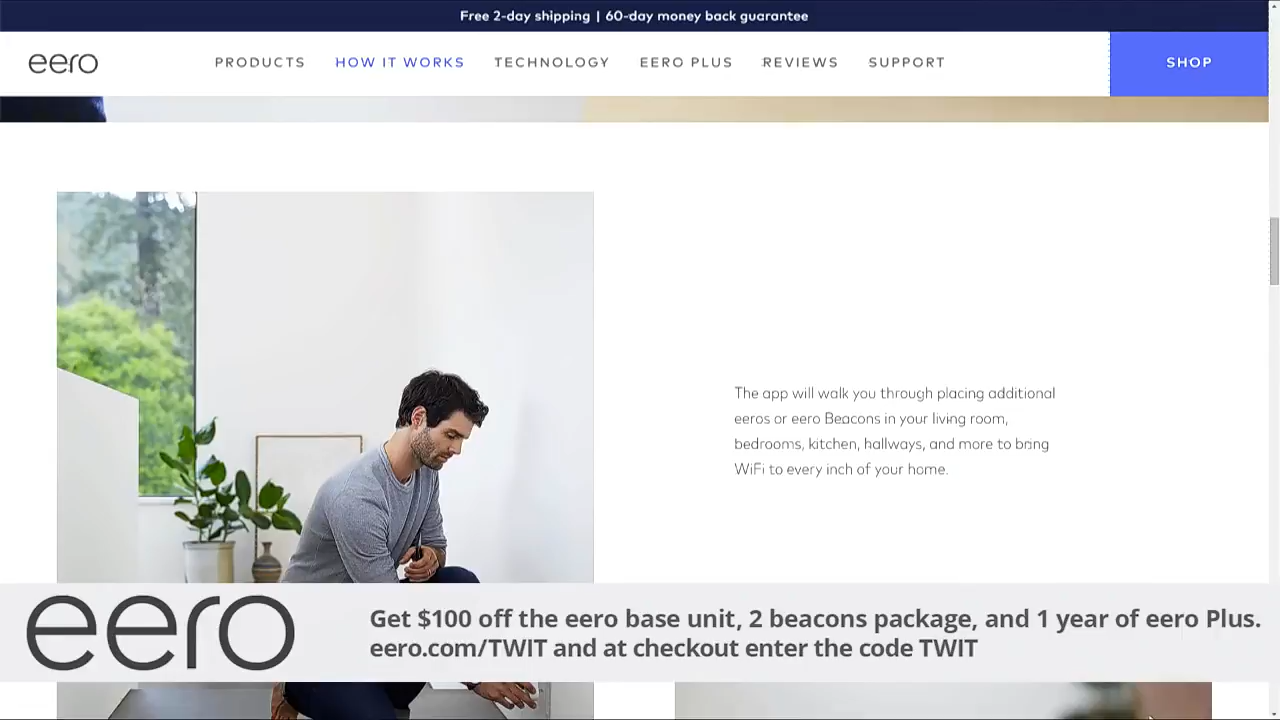 Free 2-day shipping | 60-day money back guarantee
eero
PRODUCTS HOW IT WORKS TECHNOLOGY EERO PLUS REVIEWS SUPPORT SHOP
The app will walk you through placing additional
eeros or eero Beacons in your living room,
bedrooms, kitchen, hallways, and more to bring
WiFi to every inch of your home.
eero
Get $100 off the eero base unit, 2 beacons package, and 1 year of eero Plus.
eero.com/TWIT and at checkout enter the code TWIT